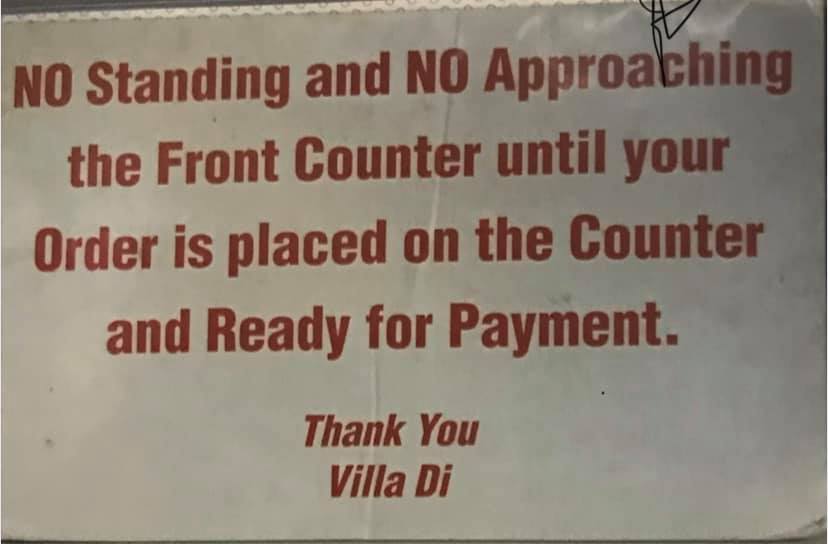 NO Standing and NO Approaching
the Front Counter until your
Order is placed on the Counter
and Ready for Payment.
Thank You
Villa Di